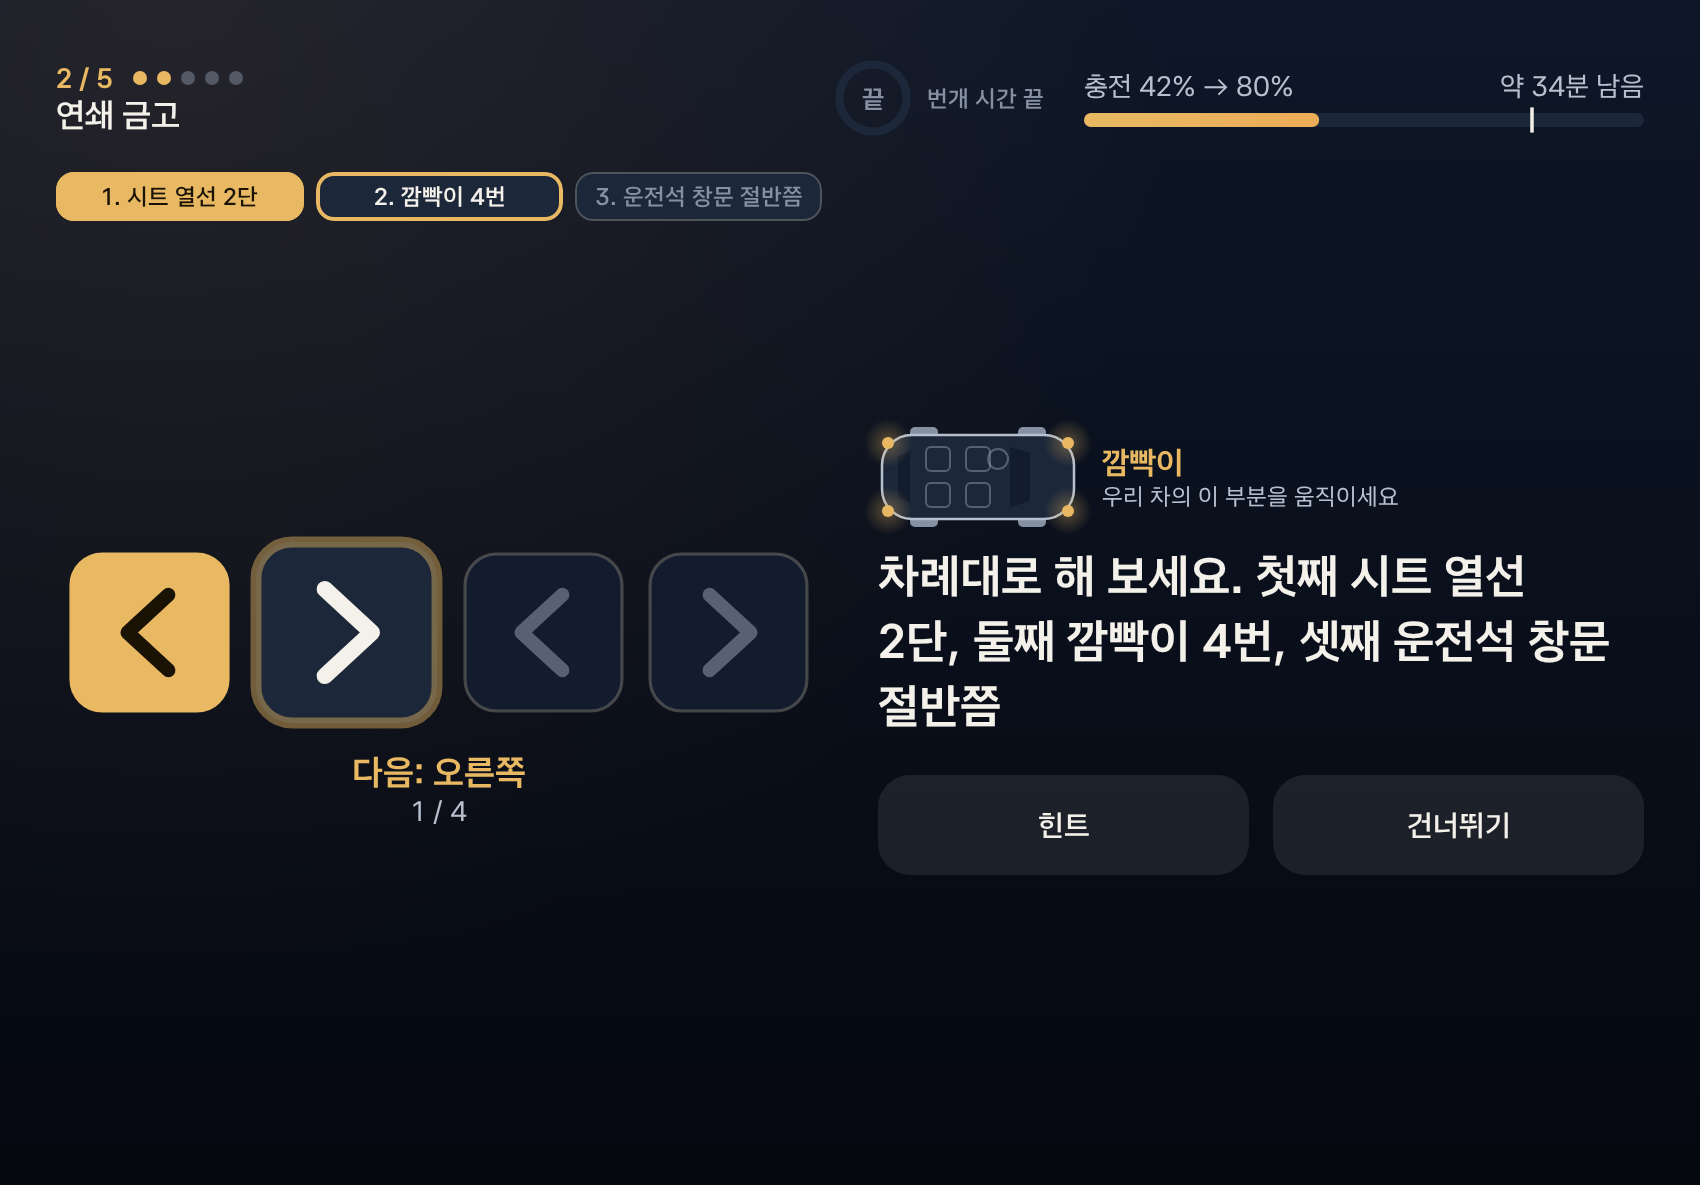 2 / 5
연쇄 금고
끝
번개 시간 끝
충전 42% → 80%
약 34분 남음
1. 시트 열선 2단
2. 깜빡이 4번
3. 운전석 창문 절반쯤
다음: 오른쪽
1 / 4
깜빡이
우리 차의 이 부분을 움직이세요
차례대로 해 보세요. 첫째 시트 열선
2단, 둘째 깜빡이 4번, 셋째 운전석 창문
절반쯤
힌트
건너뛰기